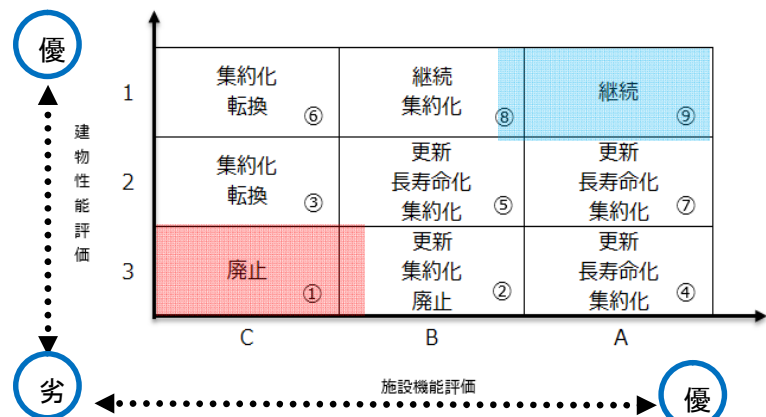 優
建物性能評価
1
集約化
転換
⑥
継続
集約化
⑧
継続
⑨
2
集約化
転換
③
更新
長寿命化
集約化
⑤
更新
長寿命化
集約化
⑦
3
廃止
①
更新
集約化
廃止
②
更新
長寿命化
集約化
④
C
B
A
劣
施設機能評価
優